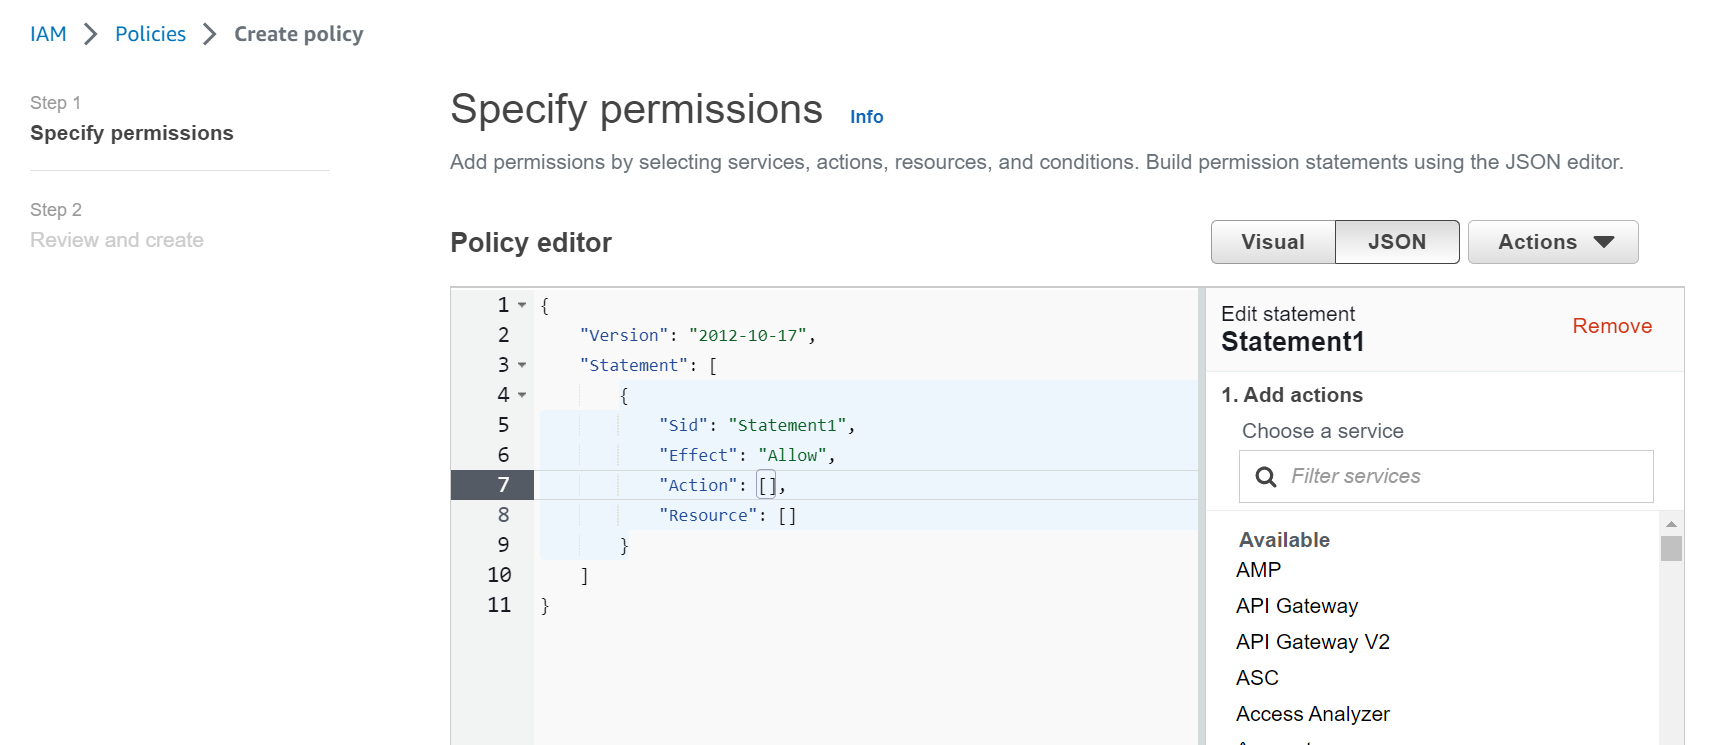 IAM > Policies > Create policy
Step 1
Specify permissions
Step 2
Review and create
Specify permissions Info
Add permissions by selecting services, actions, resources, and conditions. Build permission statements using the JSON editor.
Policy editor
Visual JSON Actions
1 {
2 "Version": "2012-10-17",
3 "Statement": [
4 {
5 "Sid": "Statement1",
6 "Effect": "Allow",
7 "Action": [],
8 "Resource": []
9 }
10 ]
11 }
Edit statement
Statement1
Remove
1. Add actions
Choose a service
Filter services
Available
AMP
API Gateway
API Gateway V2
ASC
Access Analyzer